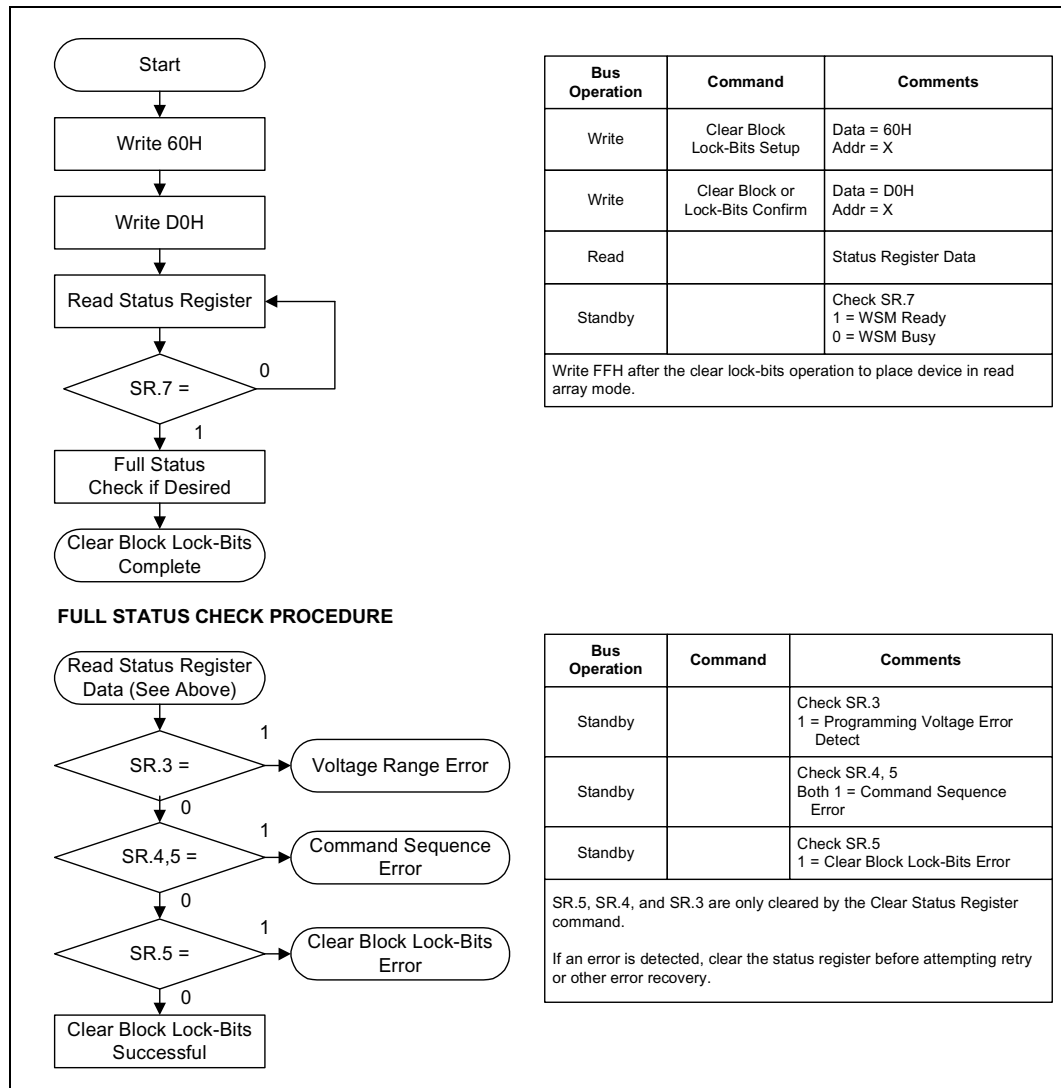 Start
Write 60H
Write D0H
Read Status Register
SR.7 =
0
1
Full Status
Check if Desired
Clear Block Lock-Bits
Complete
Bus
Operation
Command
Comments
Write
Clear Block
Lock-Bits Setup
Data = 60H
Addr = X
Write
Clear Block or
Lock-Bits Confirm
Data = D0H
Addr = X
Read
Status Register Data
Standby
Check SR.7
1 = WSM Ready
0 = WSM Busy
Write FFH after the clear lock-bits operation to place device in read
array mode.
FULL STATUS CHECK PROCEDURE
Read Status Register
Data (See Above)
SR.3 =
1
Voltage Range Error
0
SR.4,5 =
1
Command Sequence
Error
0
SR.5 =
1
Clear Block Lock-Bits
Error
0
Clear Block Lock-Bits
Successful
Bus
Operation
Command
Comments
Standby
Check SR.3
1 = Programming Voltage Error
Detect
Standby
Check SR.4, 5
Both 1 = Command Sequence
Error
Standby
Check SR.5
1 = Clear Block Lock-Bits Error
SR.5, SR.4, and SR.3 are only cleared by the Clear Status Register
command.
If an error is detected, clear the status register before attempting retry
or other error recovery.